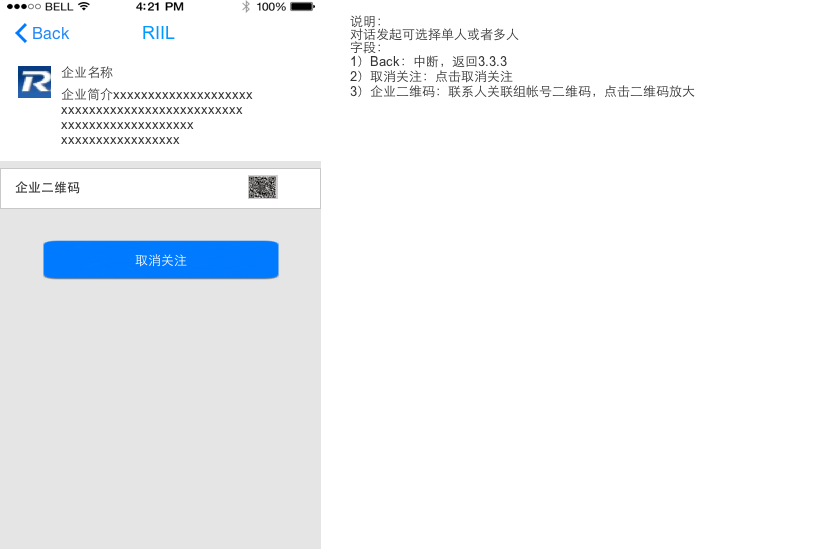 BELL 4:21 PM 100%
Back RIIL
企业名称
企业简介xxxxxxxxxxxxxxxxxxxx
xxxxxxxxxxxxxxxxxxxxxxxxxx
xxxxxxxxxxxxxxxxxxx
xxxxxxxxxxxxxxxxx
企业二维码
取消关注
说明：
对话发起可选择单人或者多人
字段：
1）Back：中断，返回3.3.3
2）取消关注：点击取消关注
3）企业二维码：联系人关联组帐号二维码，点击二维码放大